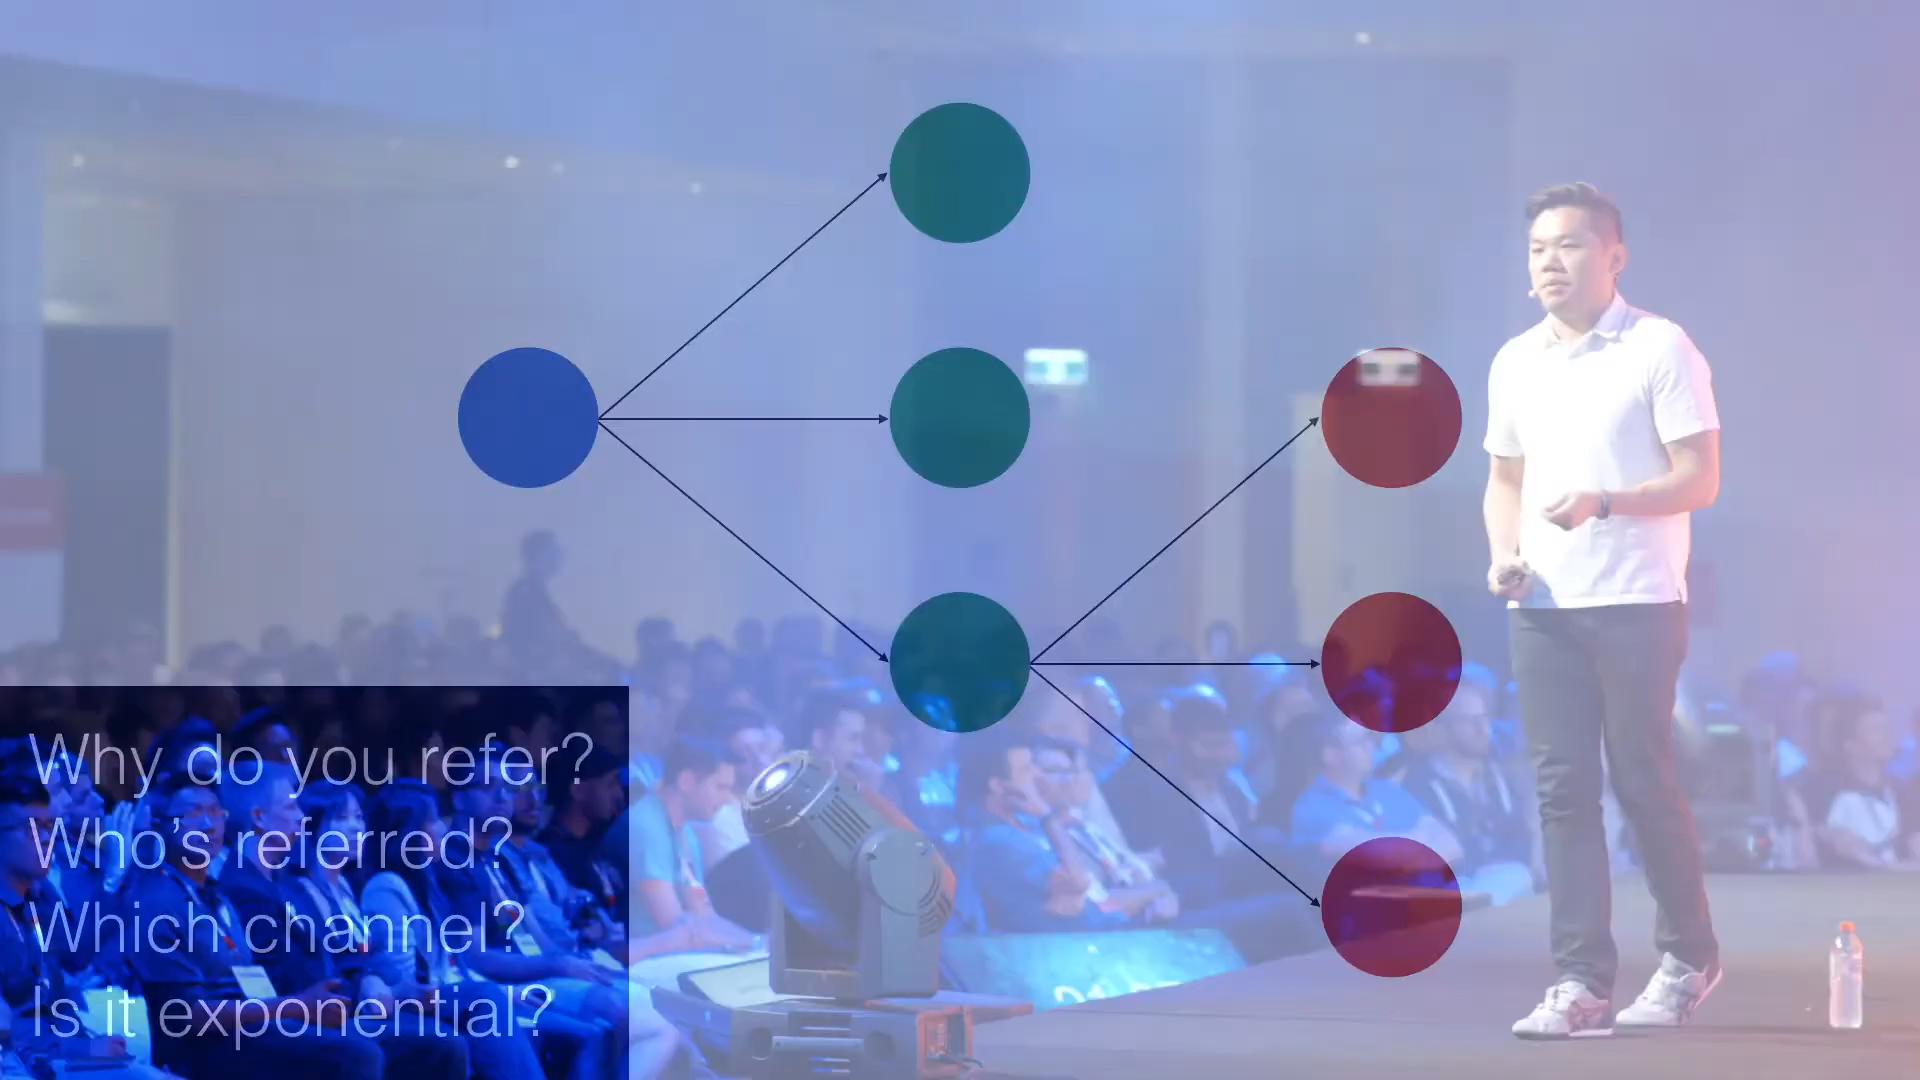 Why do you refer?
Who's referred?
Which channel?
Is it exponential?